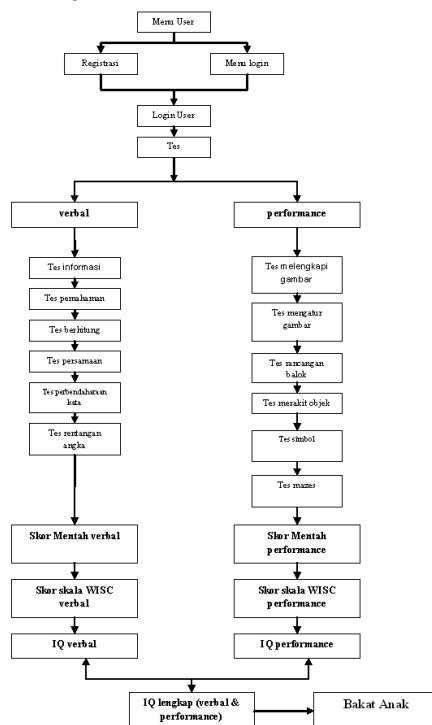 Menu User
Registrasi
Menu login
Login User
Tes
verbal
performance
Tes informasi
Tes pemahaman
Tes berhitung
Tes persamaan
Tes perbendaharaan
kata
Tes rentangan
angka
Tes melengkapi
gambar
Tes mengatur
gambar
Tes rancangan
balok
Tes merakit objek
Tes simbol
Tes mazes
Skor Mentah verbal
Skor Mentah
performance
Skor skala WISC
verbal
Skor skala WISC
performance
IQ verbal
IQ performance
IQ lengkap (verbal &
performance)
Bakat Anak